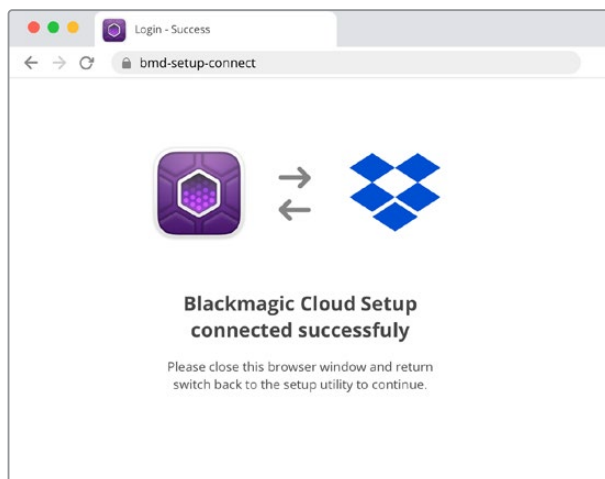 Login - Success
bmd-setup-connect
Blackmagic Cloud Setup
connected successfuly
Please close this browser window and return
switch back to the setup utility to continue.